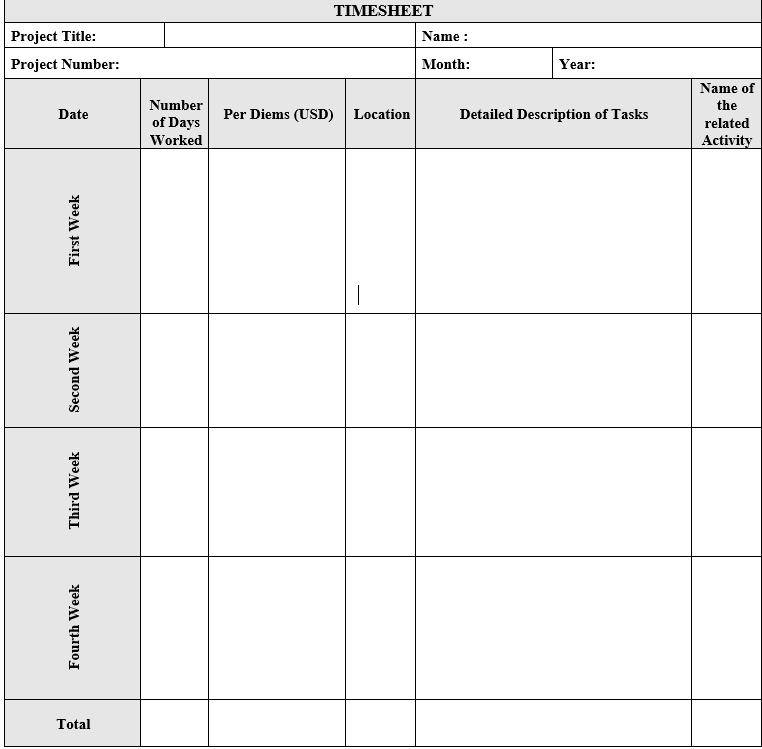 TIMESHEET
Project Title:
Name :
Project Number:
Month:
Year:
Date
Number
of Days
Worked
Per Diems (USD)
Location
Detailed Description of Tasks
Name of
the
related
Activity
First Week
Second Week
Third Week
Fourth Week
Total